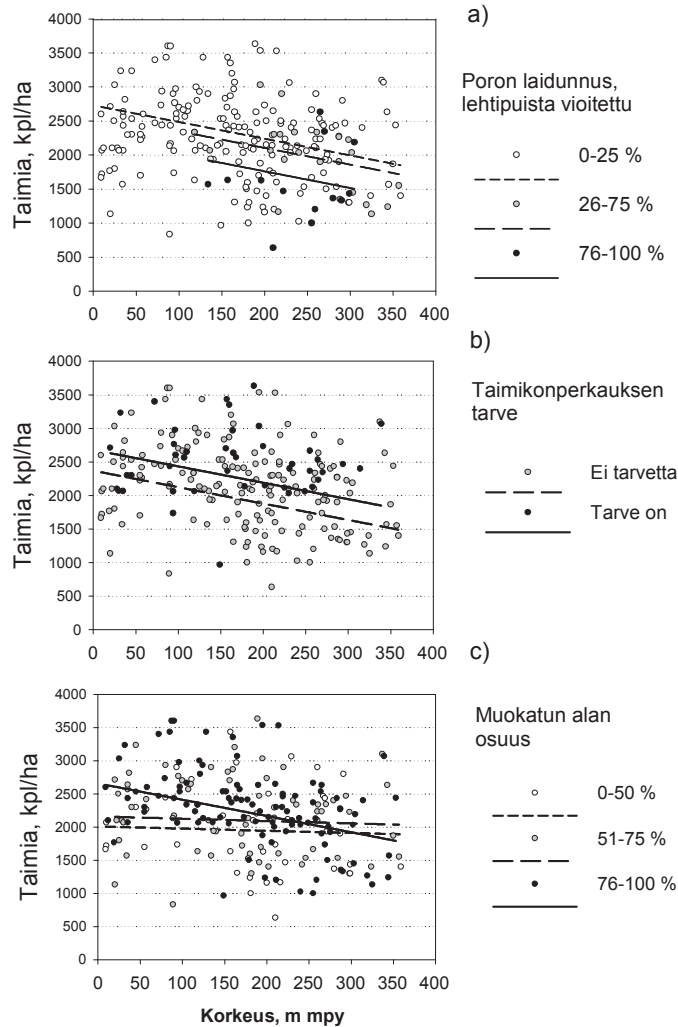 a)
4000
3500
3000
2500
2000
1500
1000
500
0
Taimia, kpl/ha
0 50 100 150 200 250 300 350 400
Poron laidunnus,
lehtipuista vioitettu
0-25 %
26-75 %
76-100 %
b)
4000
3500
3000
2500
2000
1500
1000
500
0
Taimia, kpl/ha
0 50 100 150 200 250 300 350 400
Taimikonperkauksen
tarve
Ei tarvetta
Tarve on
c)
4000
3500
3000
2500
2000
1500
1000
500
0
Taimia, kpl/ha
0 50 100 150 200 250 300 350 400
Korkeus, m mpy
Muokatun alan
osuus
0-50 %
51-75 %
76-100 %